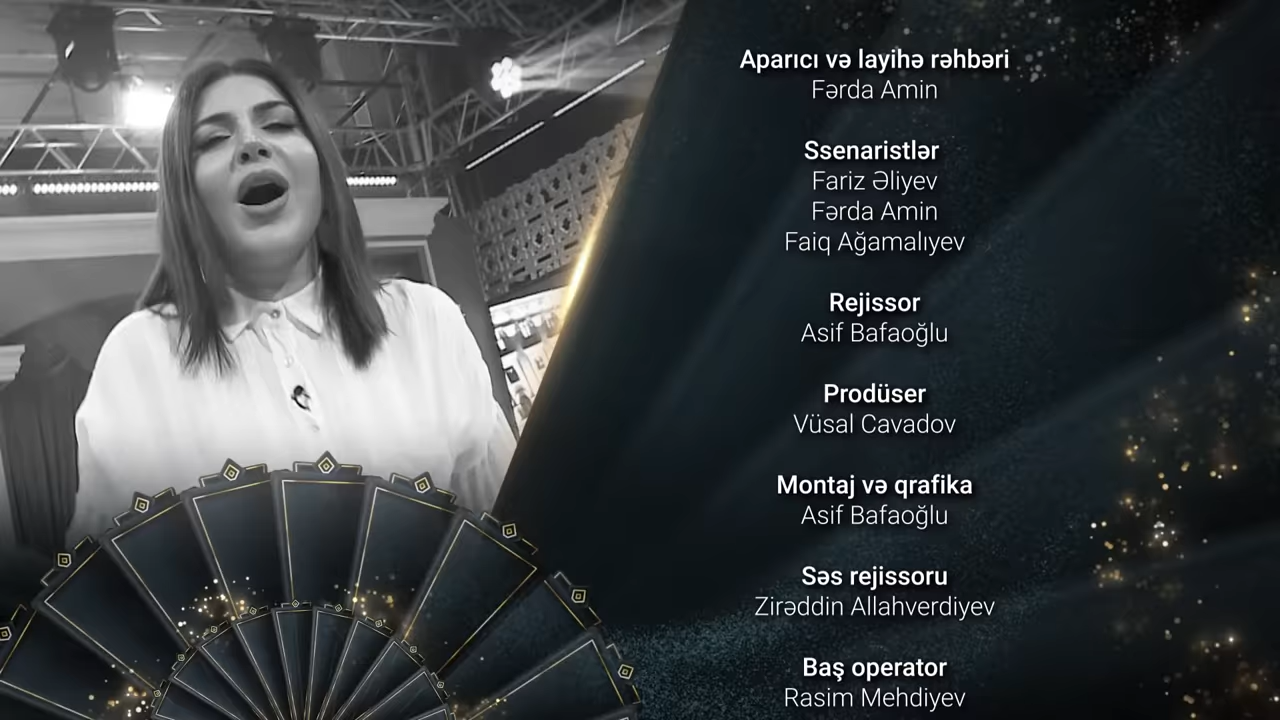 Aparıcı və layihə rəhbəri
Fərda Amin
Ssenaristlər
Fariz Əliyev
Fərda Amin
Faiq Ağamalıyev
Rejissor
Asif Bafaoğlu
Prodüser
Vüsal Cavadov
Montaj və qrafika
Asif Bafaoğlu
Səs rejissoru
Zirəddin Allahverdiyev
Baş operator
Rasim Mehdiyev